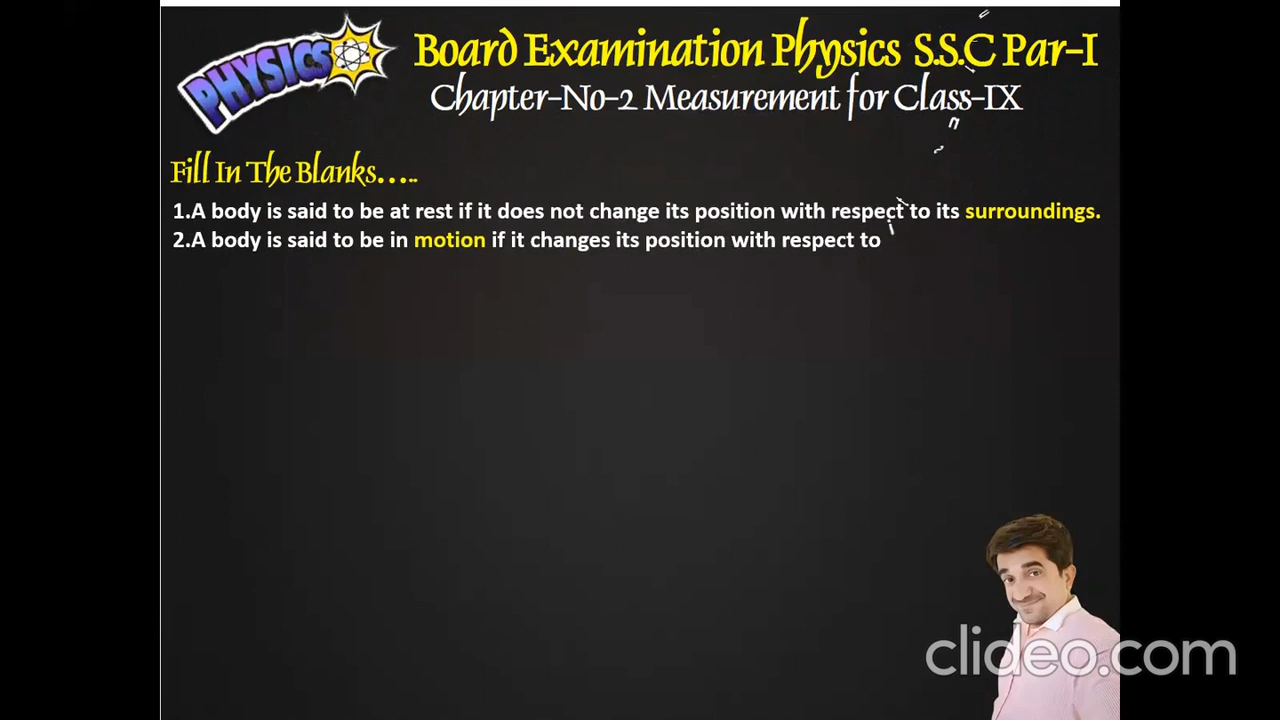 PHYSICS
Board Examination Physics S.S.C Par-I
Chapter-No-2 Measurement for Class-IX
Fill In The Blanks.....
1.A body is said to be at rest if it does not change its position with respect to its surroundings.
2.A body is said to be in motion if it changes its position with respect to
clideo.com